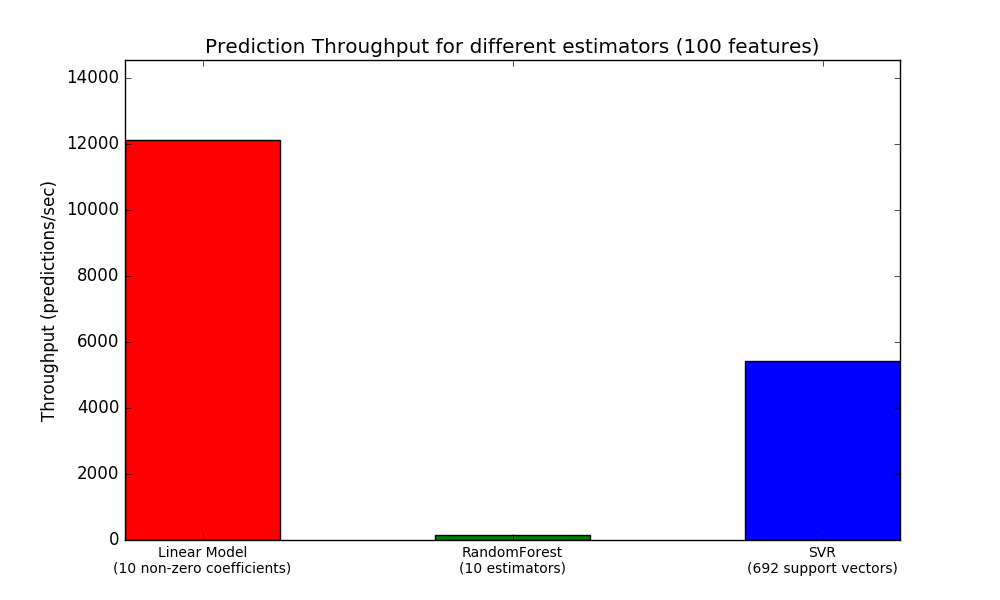 Prediction Throughput for different estimators (100 features)
Throughput (predictions/sec)
14000
12000
10000
8000
6000
4000
2000
0
Linear Model
(10 non-zero coefficients)
RandomForest
(10 estimators)
SVR
(692 support vectors)